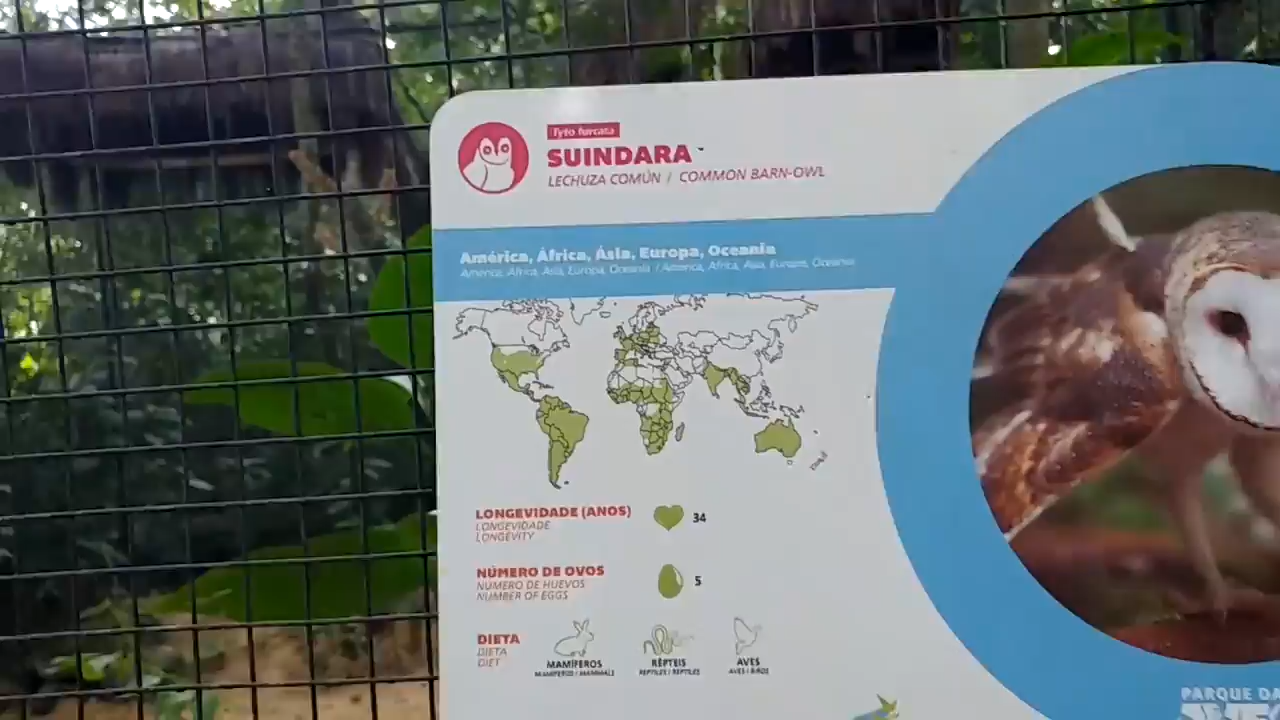 Tyto furcata
SUINDARA
LECHUZA COMÚN / COMMON BARN-OWL
América, África, Ásia, Europa, Oceania
América, África, Asia, Europa, Oceanía / America, Africa, Asia, Europe, Oceania
LONGEVIDADE (ANOS)
LONGEVIDADE
LONGEVITY
34
NÚMERO DE OVOS
NÚMERO DE HUEVOS
NUMBER OF EGGS
5
DIETA
DIETA
DIET
MAMÍFEROS
MAMÍFEROS / MAMMALS
RÉPTEIS
REPTILES / REPTILES
AVES
AVES / BIRDS
PARQUE DA